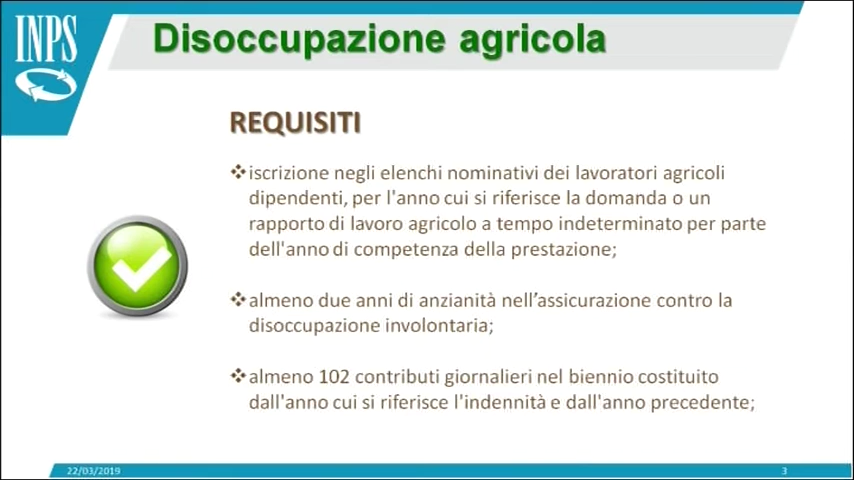 INPS
Disoccupazione agricola
REQUISITI
❖iscrizione negli elenchi nominativi dei lavoratori agricoli
dipendenti, per l'anno cui si riferisce la domanda o un
rapporto di lavoro agricolo a tempo indeterminato per parte
dell'anno di competenza della prestazione;
❖almeno due anni di anzianità nell’assicurazione contro la
disoccupazione involontaria;
❖almeno 102 contributi giornalieri nel biennio costituito
dall'anno cui si riferisce l'indennità e dall'anno precedente;
22/03/2019
3